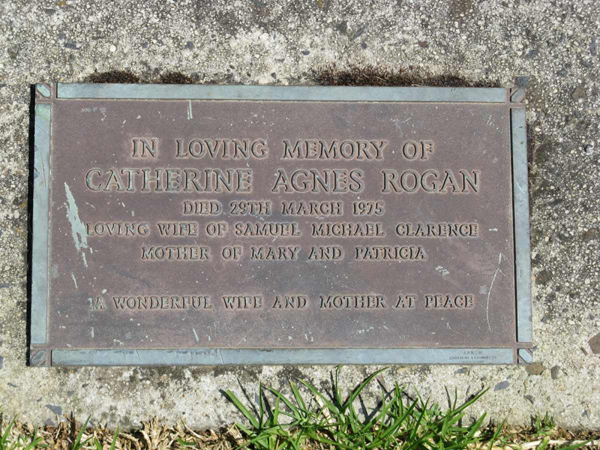 IN LOVING MEMORY OF
CATHERINE AGNES ROGAN
DIED 29TH MARCH 1975
LOVING WIFE OF SAMUEL MICHAEL CLARENCE
MOTHER OF MARY AND PATRICIA
A WONDERFUL WIFE AND MOTHER AT PEACE